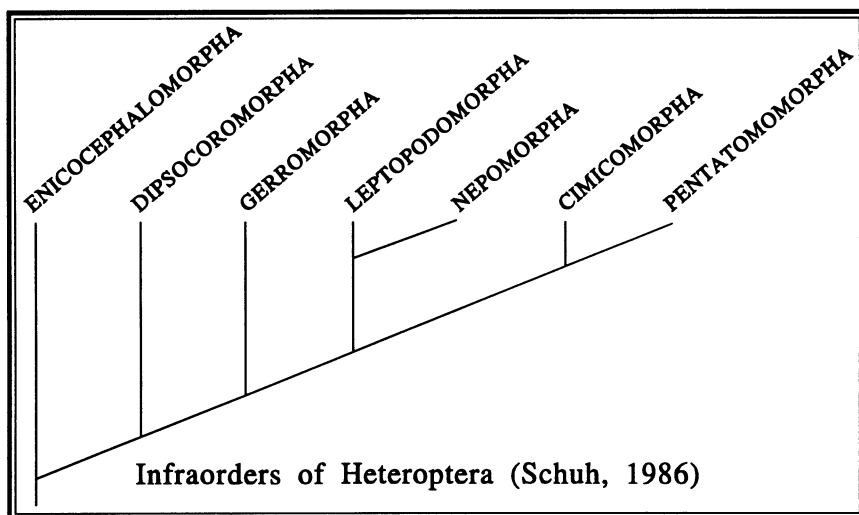 ENICOCEPHALOMORPHA
DIPSOCOROMORPHA
GERROMORPHA
LEPTOPODOMORPHA
NEPOMORPHA
CIMICOMORPHA
PENTATOMOMORPHA
Infraorders of Heteroptera (Schuh, 1986)